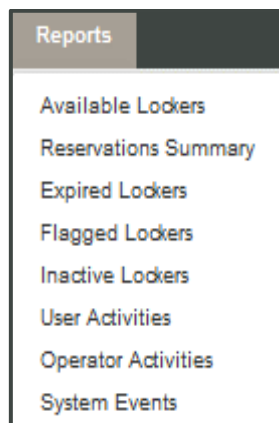 Reports
Available Lockers
Reservations Summary
Expired Lockers
Flagged Lockers
Inactive Lockers
User Activities
Operator Activities
System Events